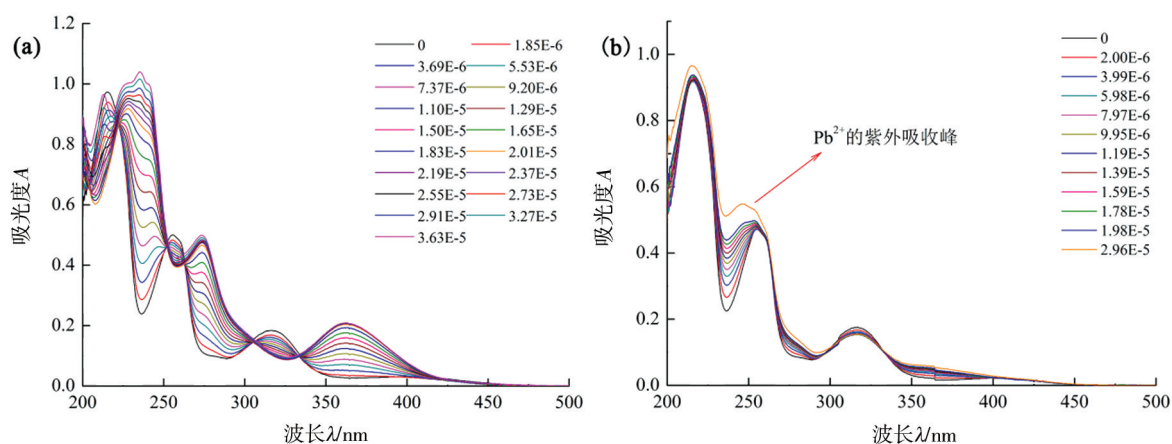 (a)
吸光度A
1.2
1.0
0.8
0.6
0.4
0.2
0.0
0 1.85E-6
3.69E-6 5.53E-6
7.37E-6 9.20E-6
1.10E-5 1.29E-5
1.50E-5 1.65E-5
1.83E-5 2.01E-5
2.19E-5 2.37E-5
2.55E-5 2.73E-5
2.91E-5 3.27E-5
3.63E-5
200 250 300 350 400 450 500
波长λ/nm
(b)
吸光度A
1.0
0.8
0.6
0.4
0.2
0.0
Pb²⁺的紫外吸收峰
0
2.00E-6
3.99E-6
5.98E-6
7.97E-6
9.95E-6
1.19E-5
1.39E-5
1.59E-5
1.78E-5
1.98E-5
2.96E-5
200 250 300 350 400 450 500
波长λ/nm